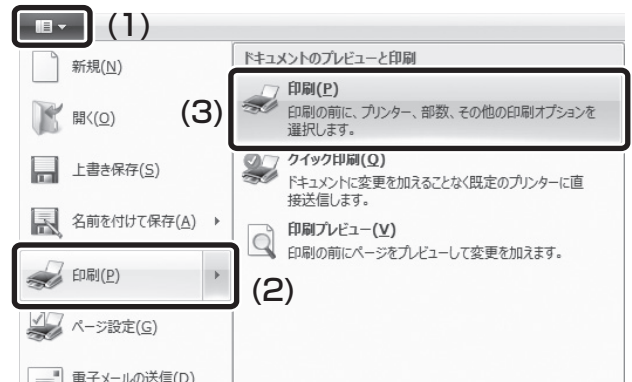 (1)
新規(N)
開く(O)
上書き保存(S)
名前を付けて保存(A)
印刷(P)
(2)
ページ設定(G)
電子メールの送信(D)
ドキュメントのプレビューと印刷
(3)
印刷(P)
印刷の前に、プリンター、部数、その他の印刷オプションを
選択します。
クイック印刷(Q)
ドキュメントに変更を加えることなく既定のプリンターに直
接送信します。
印刷プレビュー(V)
印刷の前にページをプレビューして変更を加えます。